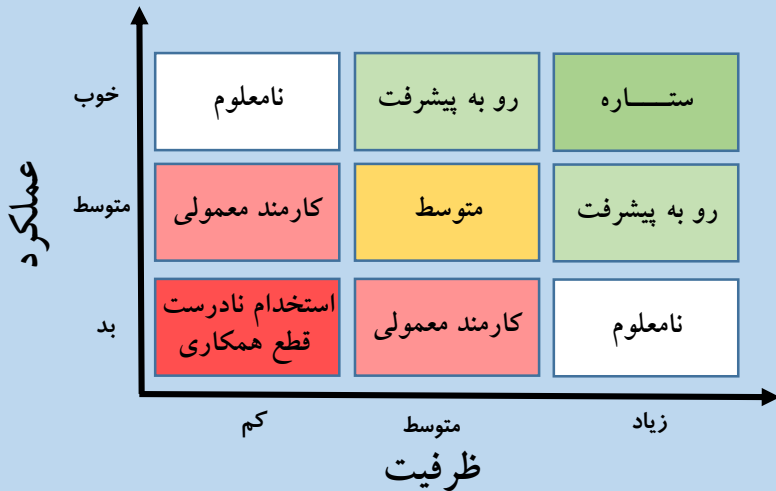 خوب
نامعلوم
رو به پیشرفت
ستـــــاره
عملکرد
متوسط
کارمند معمولی
متوسط
رو به پیشرفت
بد
استخدام نادرست
قطع همکاری
کارمند معمولی
نامعلوم
کم
متوسط
زیاد
ظرفیت